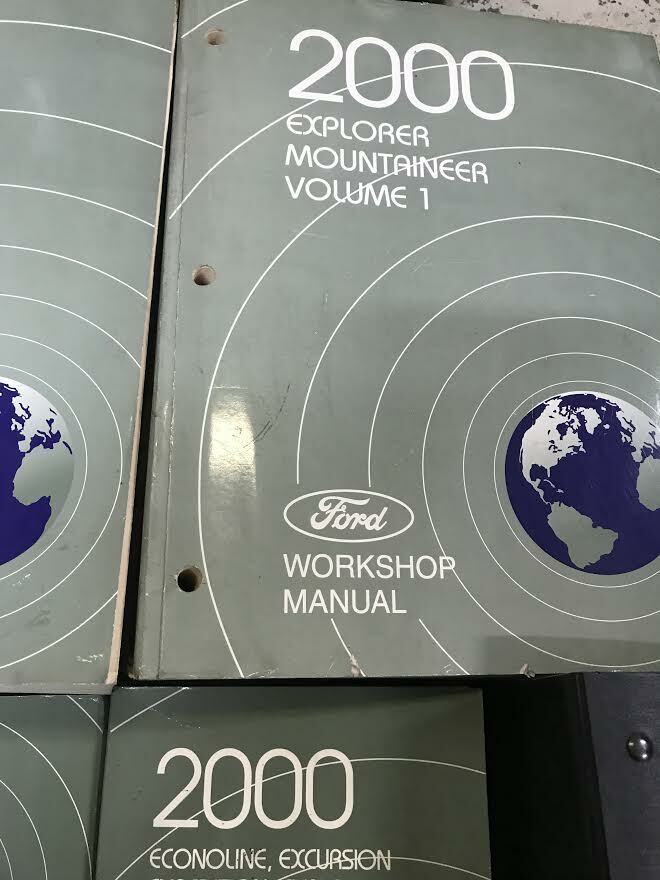 2000
EXPLORER
MOUNTAINEER
VOLUME 1
Ford
WORKSHOP
MANUAL
2000
ECONOLINE, EXCURSION